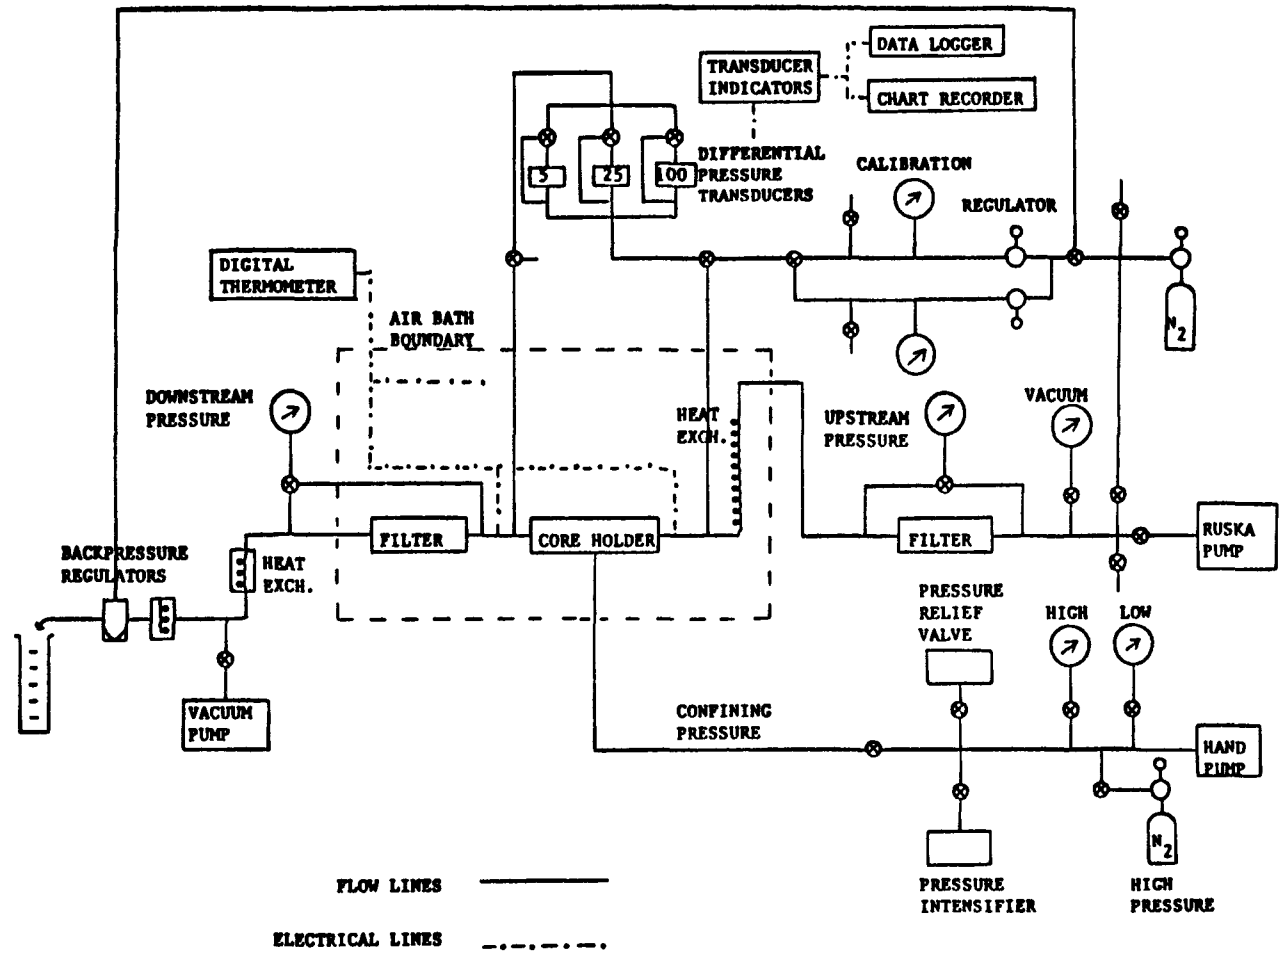 DATA LOGGER
TRANSDUCER
INDICATORS
CHART RECORDER
5
25
100
DIFFERENTIAL
PRESSURE
TRANSDUCERS
CALIBRATION
REGULATOR
DIGITAL
THERMOMETER
N2
AIR BATH
BOUNDARY
DOWNSTREAM
PRESSURE
HEAT
EXCH.
UPSTREAM
PRESSURE
VACUUM
FILTER
CORE HOLDER
FILTER
RUSKA
PUMP
BACKPRESSURE
REGULATORS
HEAT
EXCH.
PRESSURE
RELIEF
VALVE
HIGH
LOW
VACUUM
PUMP
CONFINING
PRESSURE
HAND
PUMP
N2
PRESSURE
INTENSIFIER
HIGH
PRESSURE
FLOW LINES
ELECTRICAL LINES